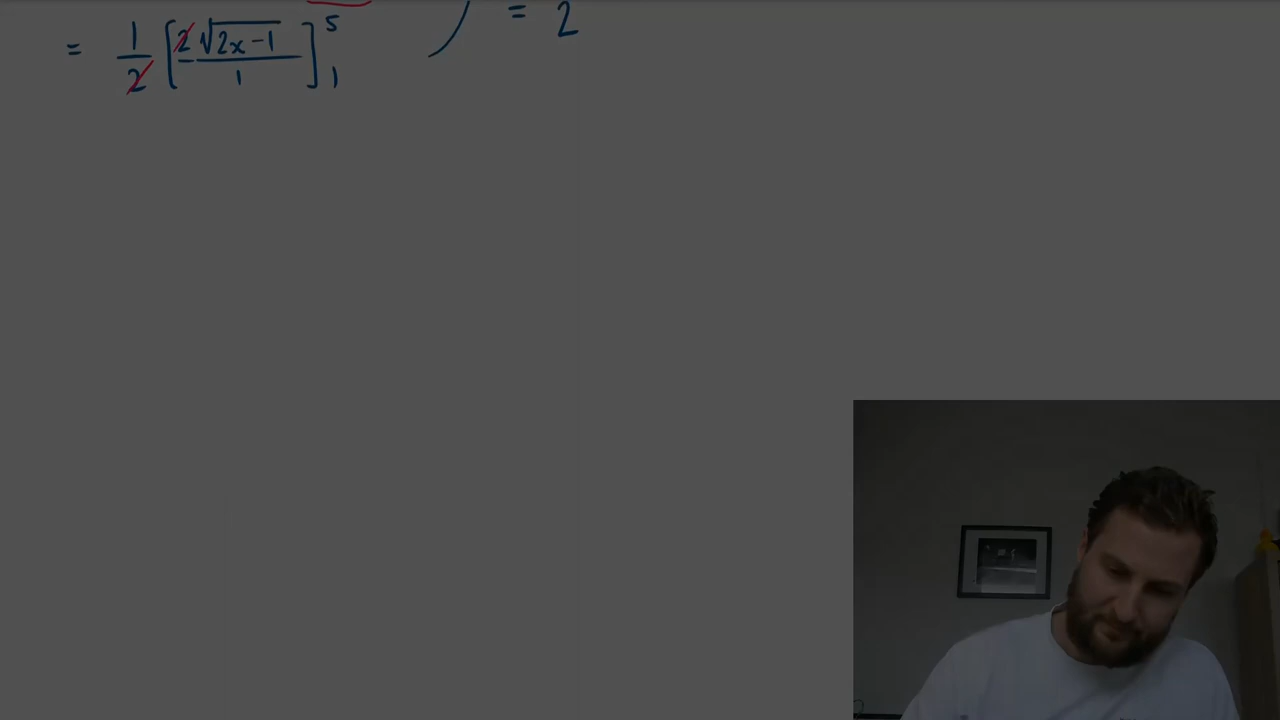 = 1/2 [2√(2x-1)/1]₁⁵ = 2